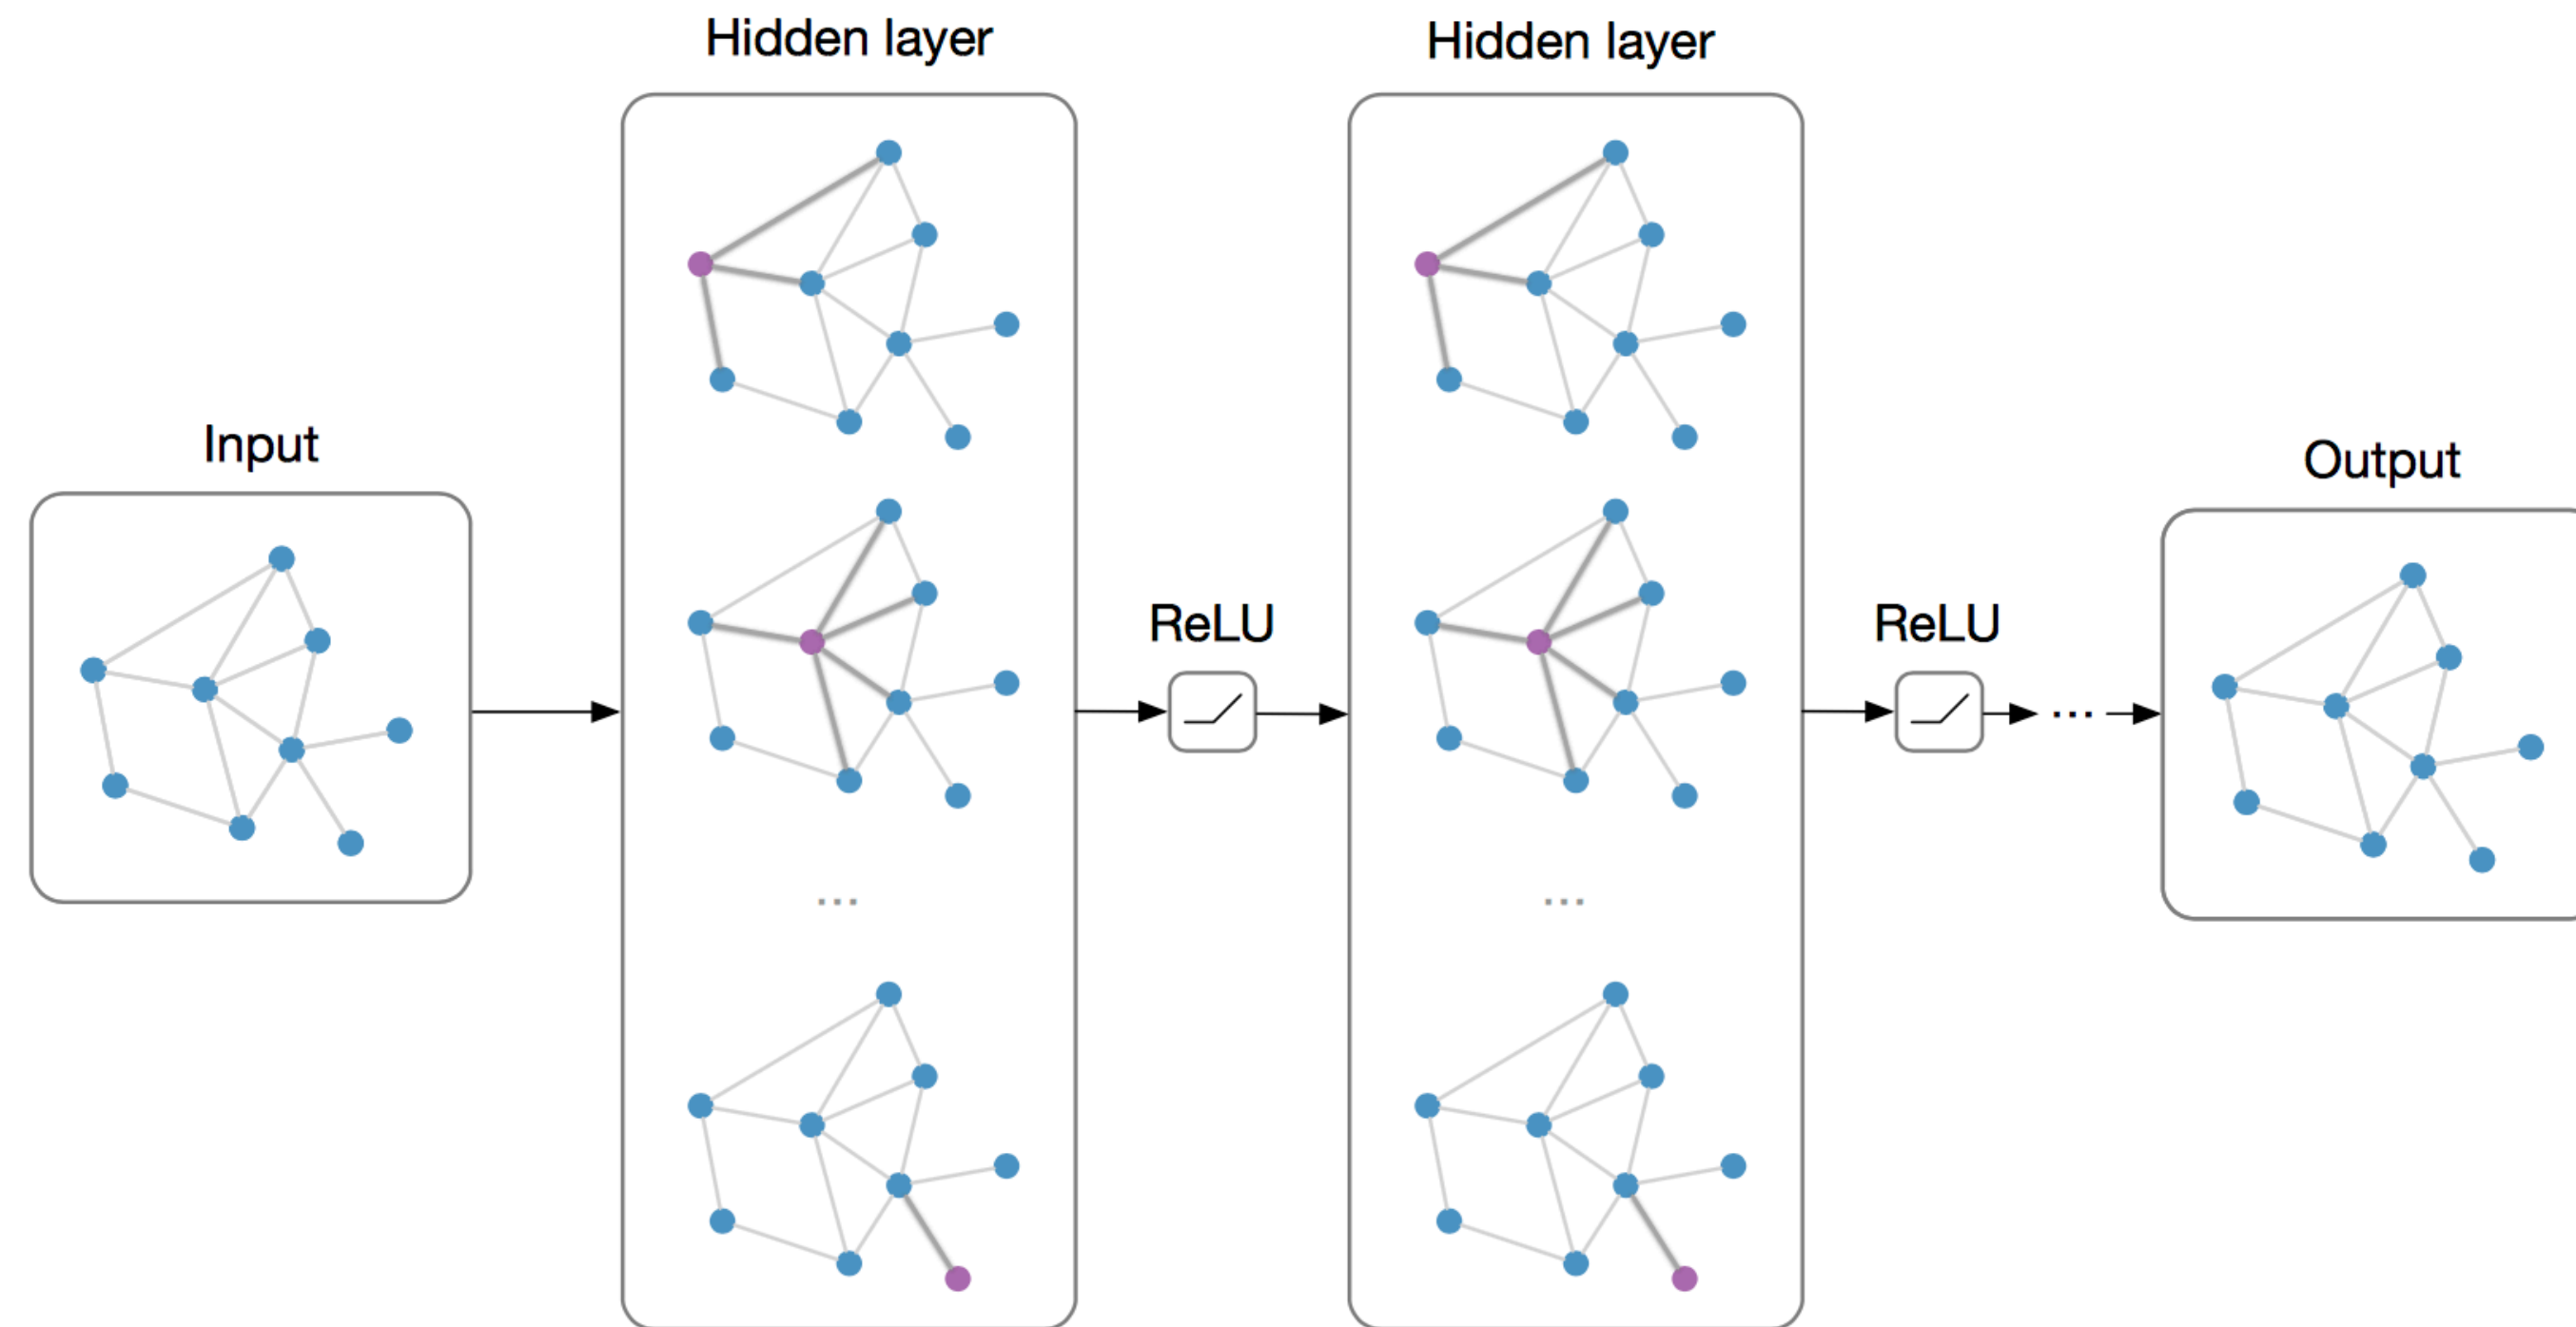 Hidden layer
Hidden layer
Input
Output
ReLU
ReLU
...
...
...